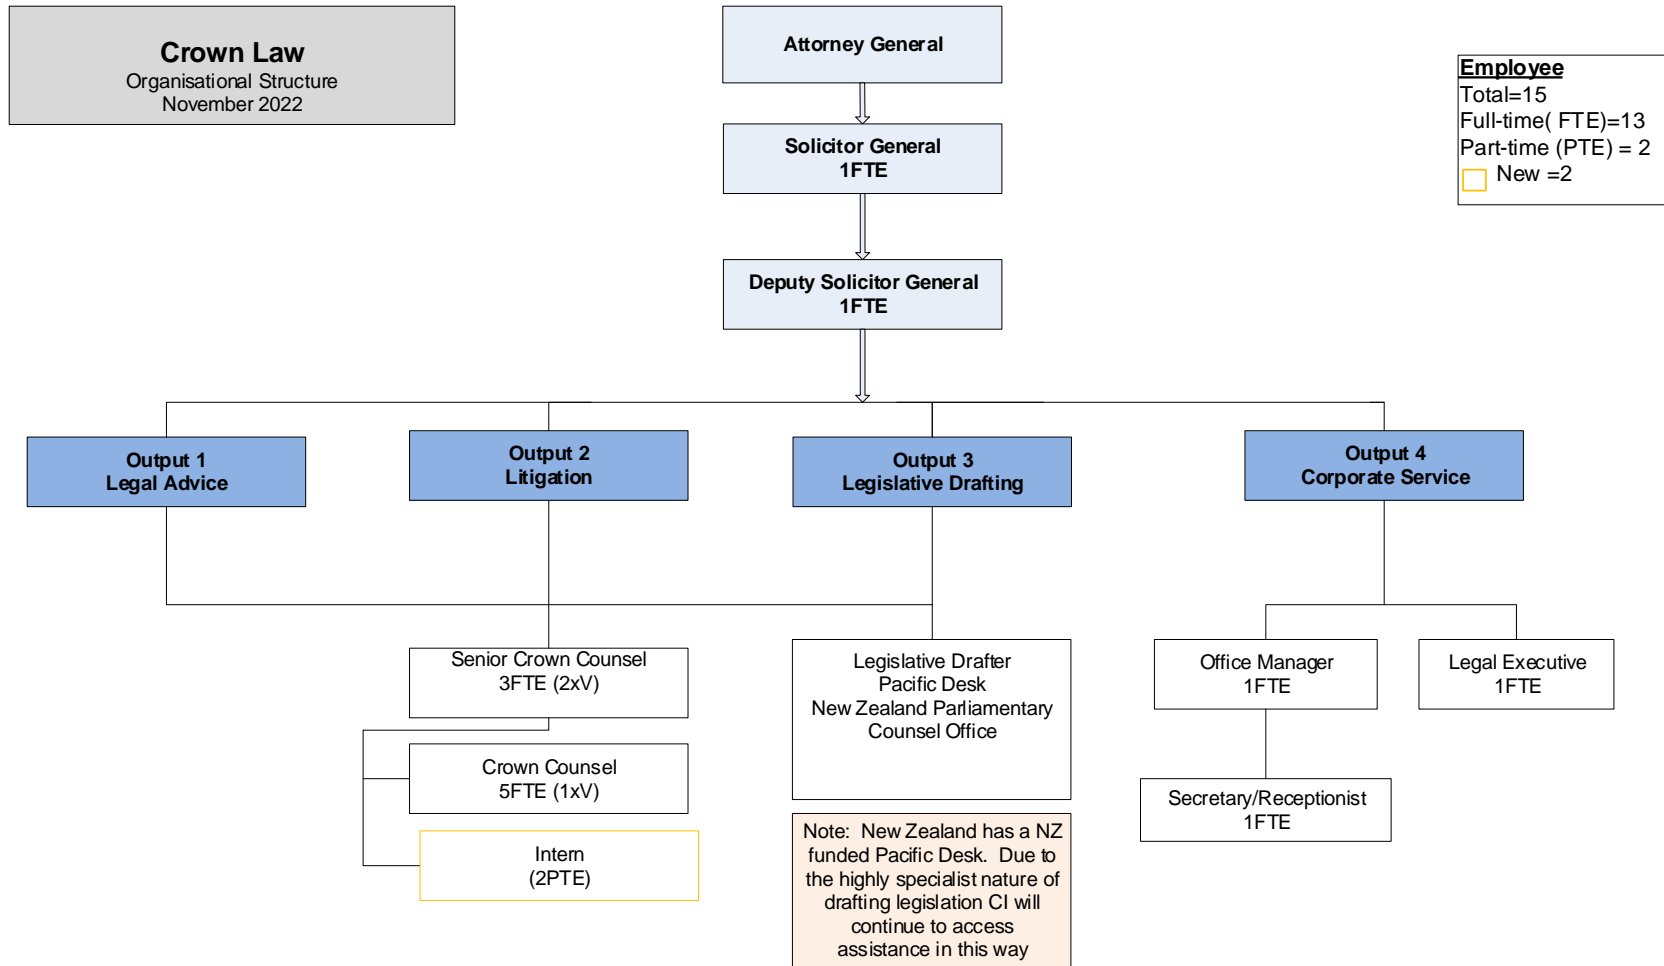 Crown Law
Organisational Structure
November 2022
Attorney General
Employee
Total=15
Full-time( FTE)=13
Part-time (PTE) = 2
New =2
Solicitor General
1FTE
Deputy Solicitor General
1FTE
Output 1
Legal Advice
Output 2
Litigation
Output 3
Legislative Drafting
Output 4
Corporate Service
Senior Crown Counsel
3FTE (2xV)
Crown Counsel
5FTE (1xV)
Intern
(2PTE)
Legislative Drafter
Pacific Desk
New Zealand Parliamentary
Counsel Office
Note: New Zealand has a NZ
funded Pacific Desk. Due to
the highly specialist nature of
drafting legislation CI will
continue to access
assistance in this way
Office Manager
1FTE
Legal Executive
1FTE
Secretary/Receptionist
1FTE